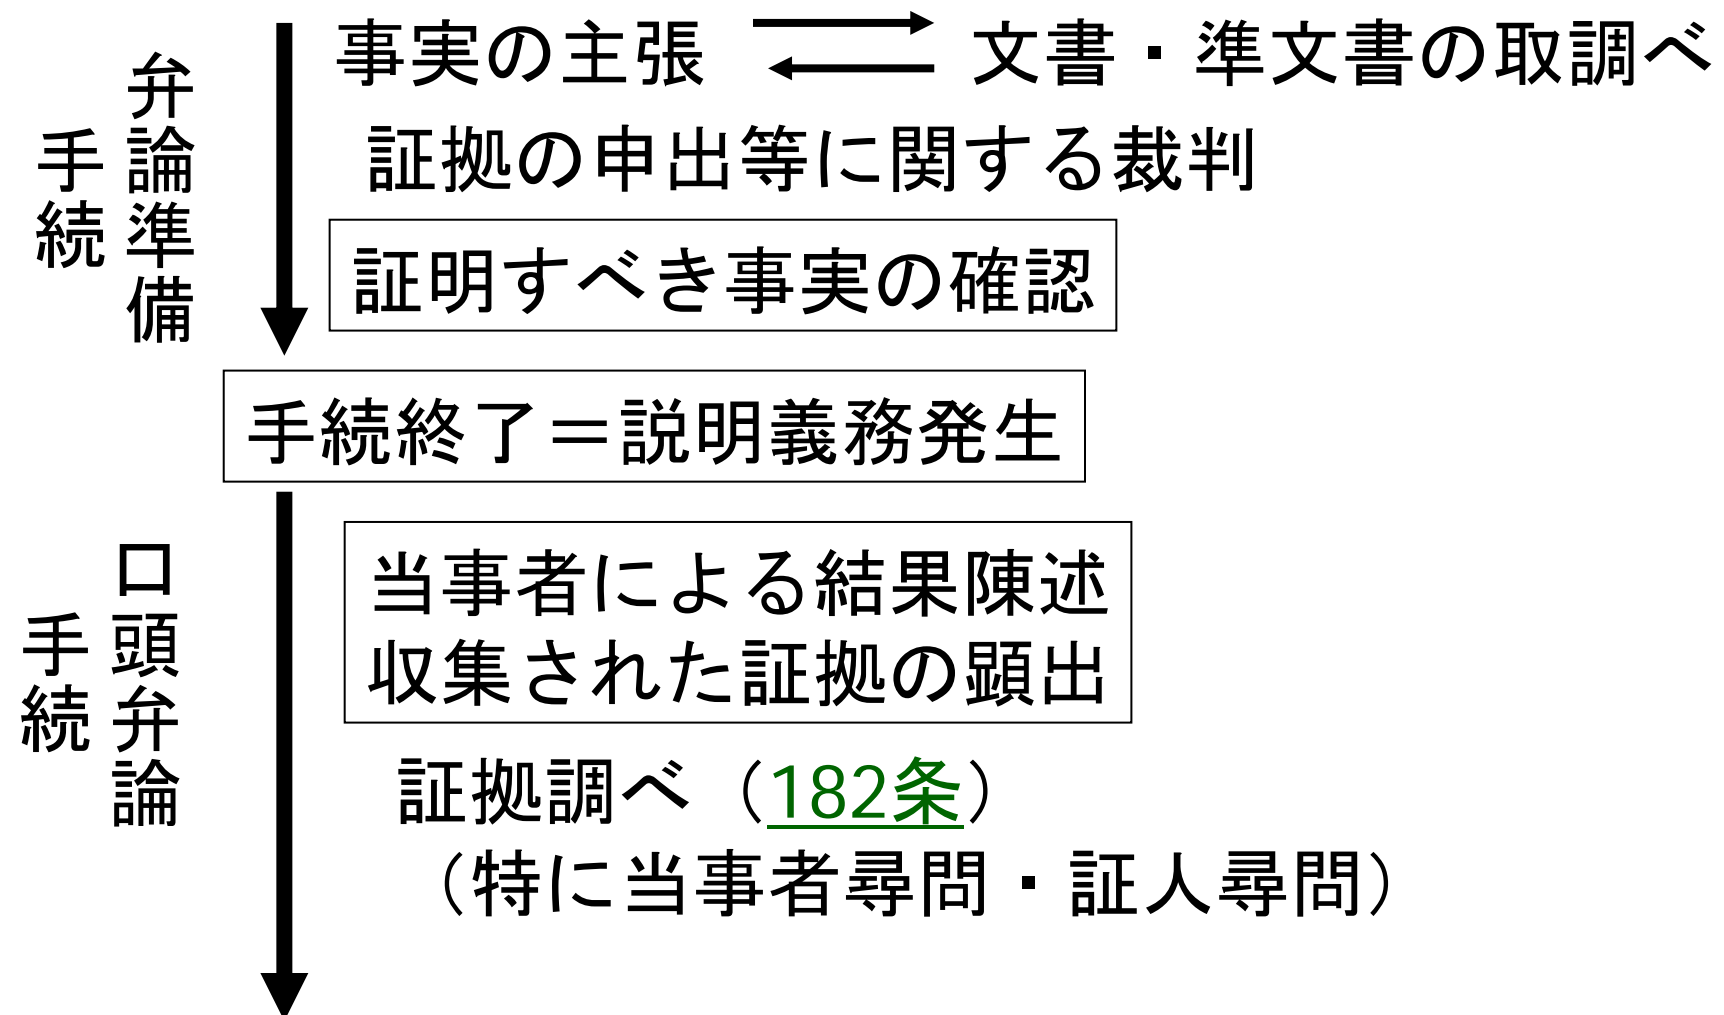 弁論準備
手続
事実の主張
文書・準文書の取調べ
証拠の申出等に関する裁判
証明すべき事実の確認
手続終了＝説明義務発生
口頭弁論
手続
当事者による結果陳述
収集された証拠の顕出
証拠調べ（182条）
（特に当事者尋問・証人尋問）